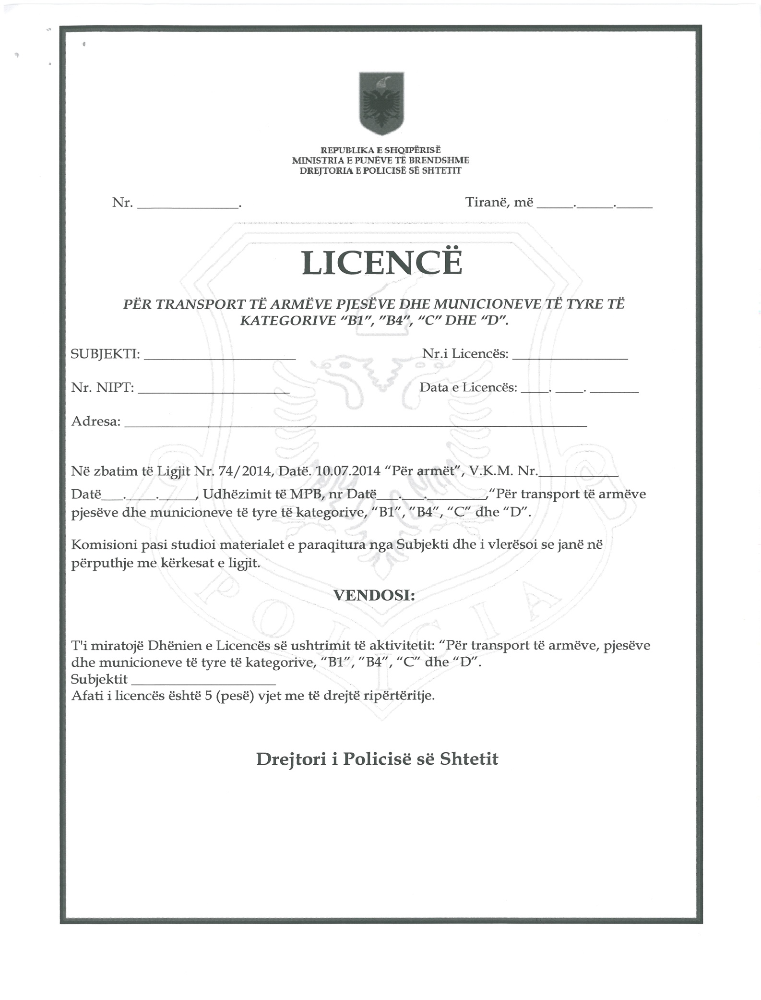 REPUBLIKA E SHQIPËRISË
MINISTRIA E PUNËVE TË BRENDSHME
DREJTORIA E POLICISË SË SHTETIT
Nr. ______________. Tiranë, më _____._____._____
LICENCË
PËR TRANSPORT TË ARMËVE PJESËVE DHE MUNICIONEVE TË TYRE TË
KATEGORIVE “B1”, ”B4”, “C” DHE “D”.
SUBJEKTI: _____________________ Nr.i Licencës: ________________
Nr. NIPT: _____________________ Data e Licencës: ____. ____. _______
Adresa: ________________________________________________________________
Në zbatim të Ligjit Nr. 74/2014, Datë. 10.07.2014 “Për armët”, V.K.M. Nr.___________
Datë___.____._____, Udhëzimit të MPB, nr Datë___.___.________,“Për transport të armëve
pjesëve dhe municioneve të tyre të kategorive, “B1”, ”B4”, “C” dhe “D”.
Komisioni pasi studioi materialet e paraqitura nga Subjekti dhe i vlerësoi se janë në
përputhje me kërkesat e ligjit.
VENDOSI:
T'i miratojë Dhënien e Licencës së ushtrimit të aktivitetit: “Për transport të armëve, pjesëve
dhe municioneve të tyre të kategorive, “B1”, ”B4”, “C” dhe “D”.
Subjektit ____________________
Afati i licencës është 5 (pesë) vjet me të drejtë ripërtëritje.
POLICIA
Drejtori i Policisë së Shtetit